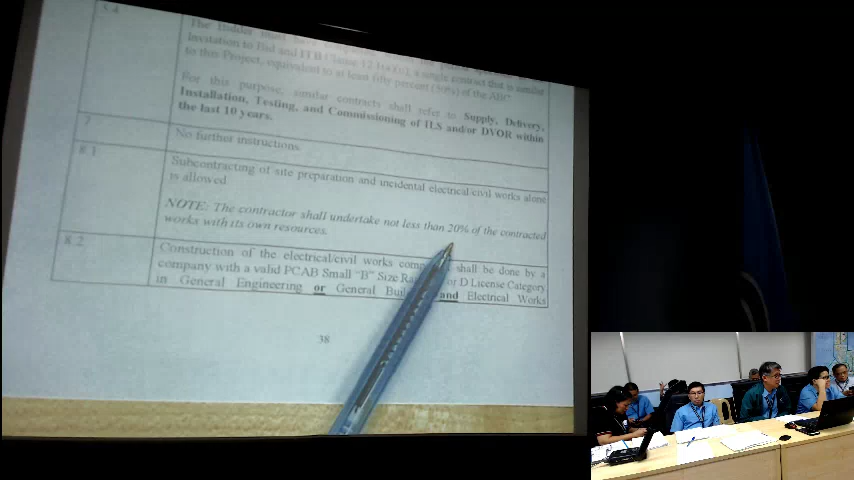 5.4
The Bidder must have completed
Invitation to Bid and ITB Clause 12.1(a)(ii), a single contract that is similar
to this Project, equivalent to at least fifty percent (50%) of the ABC.
For this purpose, similar contracts shall refer to Supply, Delivery,
Installation, Testing, and Commissioning of ILS and/or DVOR within
the last 10 years.
7
No further instructions.
8.1
Subcontracting of site preparation and incidental electrical/civil works alone
is allowed.
NOTE: The contractor shall undertake not less than 20% of the contracted
works with its own resources.
8.2
Construction of the electrical/civil works shall be done by a
company with a valid PCAB Small "B" Size or D License Category
in General Engineering or General and Electrical Works
38